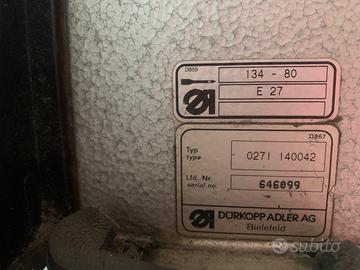 D859
134 - 80
E 27
D867
Typ
type
0271 140042
Lfd. Nr.
serial no.
646099
DÜRKOPP ADLER AG
Bielefeld
subito